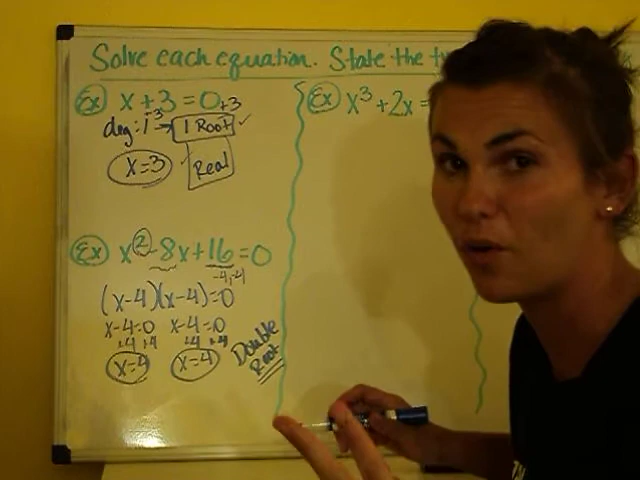 Solve each equation. State the
Ex x + 3 = 0
-3 +3
deg: 1 → 1 Root
x = 3
Real
Ex x² - 8x + 16 = 0
-4, -4
(x-4)(x-4) = 0
x-4=0 x-4=0
+4 +4 +4 +4
x=4 x=4
Double
Root
Ex x³ + 2x =